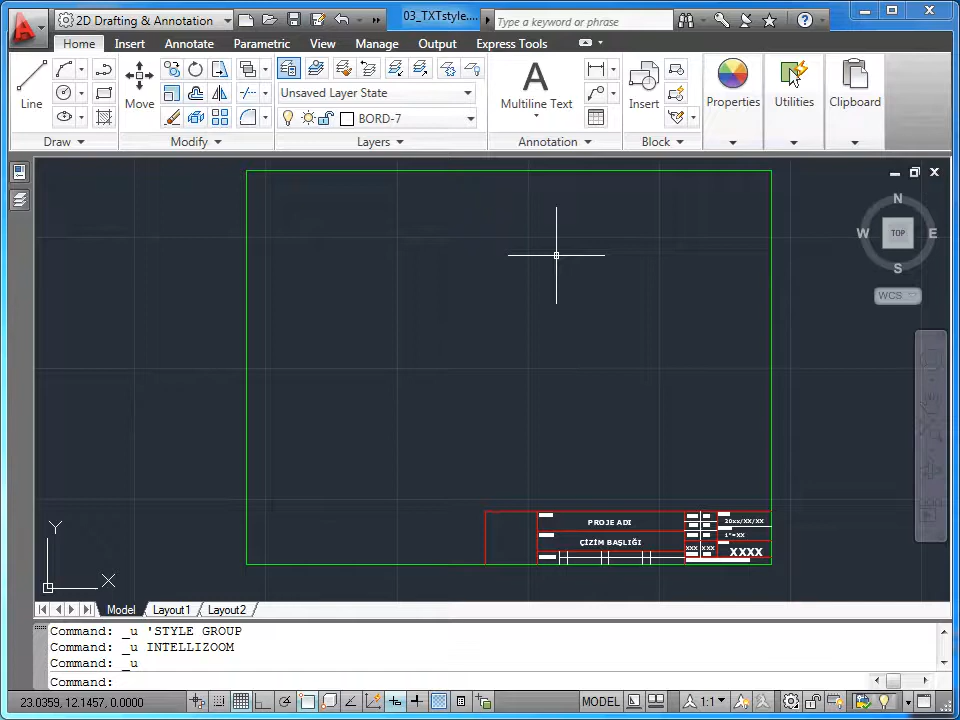 2D Drafting & Annotation
03_TXTstyle....
Type a keyword or phrase
Home Insert Annotate Parametric View Manage Output Express Tools
Unsaved Layer State
Line Move Multiline Text Insert Properties Utilities Clipboard
BORD-7
Draw Modify Layers Annotation Block
N
W TOP E
S
WCS
PROJE ADI 20xx/XX/XX
1"=XX
ÇİZİM BAŞLIĞI
XXX XXX XXXX
Y
X
Model Layout1 Layout2
Command: _u 'STYLE GROUP
Command: _u INTELLIZOOM
Command: _u
Command:
23.0359, 12.1457, 0.0000 MODEL 1:1